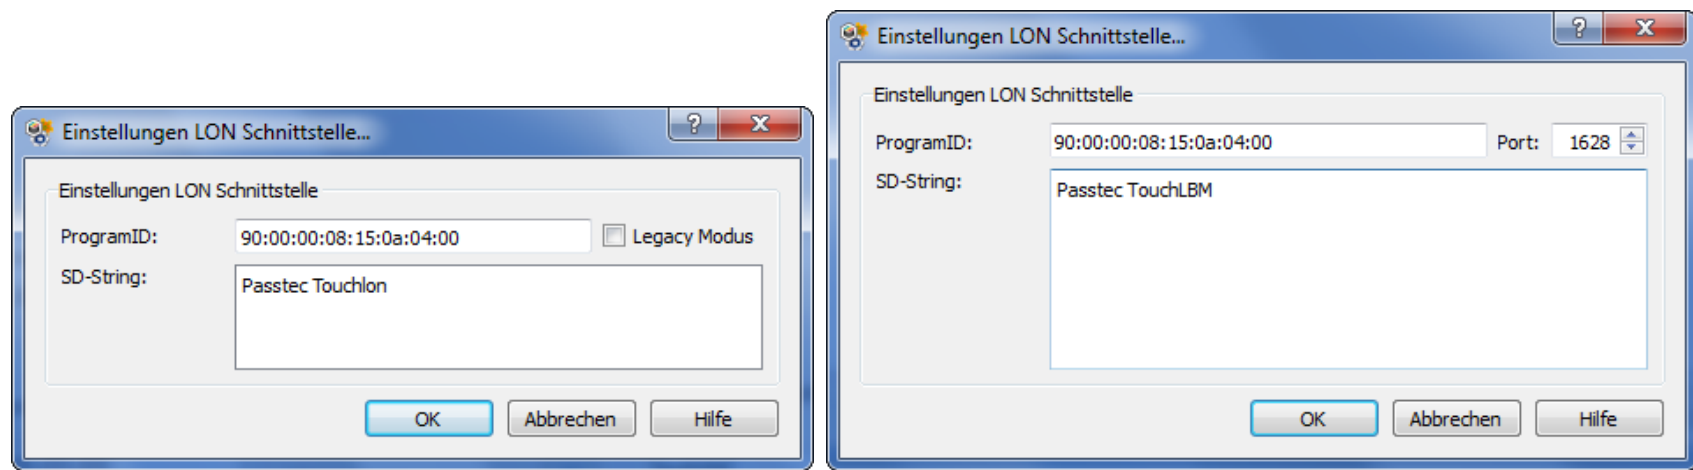 Einstellungen LON Schnittstelle...
Einstellungen LON Schnittstelle
ProgramID: 90:00:00:08:15:0a:04:00 Legacy Modus
SD-String: Passtec Touchlon
OK Abbrechen Hilfe
Einstellungen LON Schnittstelle...
Einstellungen LON Schnittstelle
ProgramID: 90:00:00:08:15:0a:04:00 Port: 1628
SD-String: Passtec TouchLBM
OK Abbrechen Hilfe